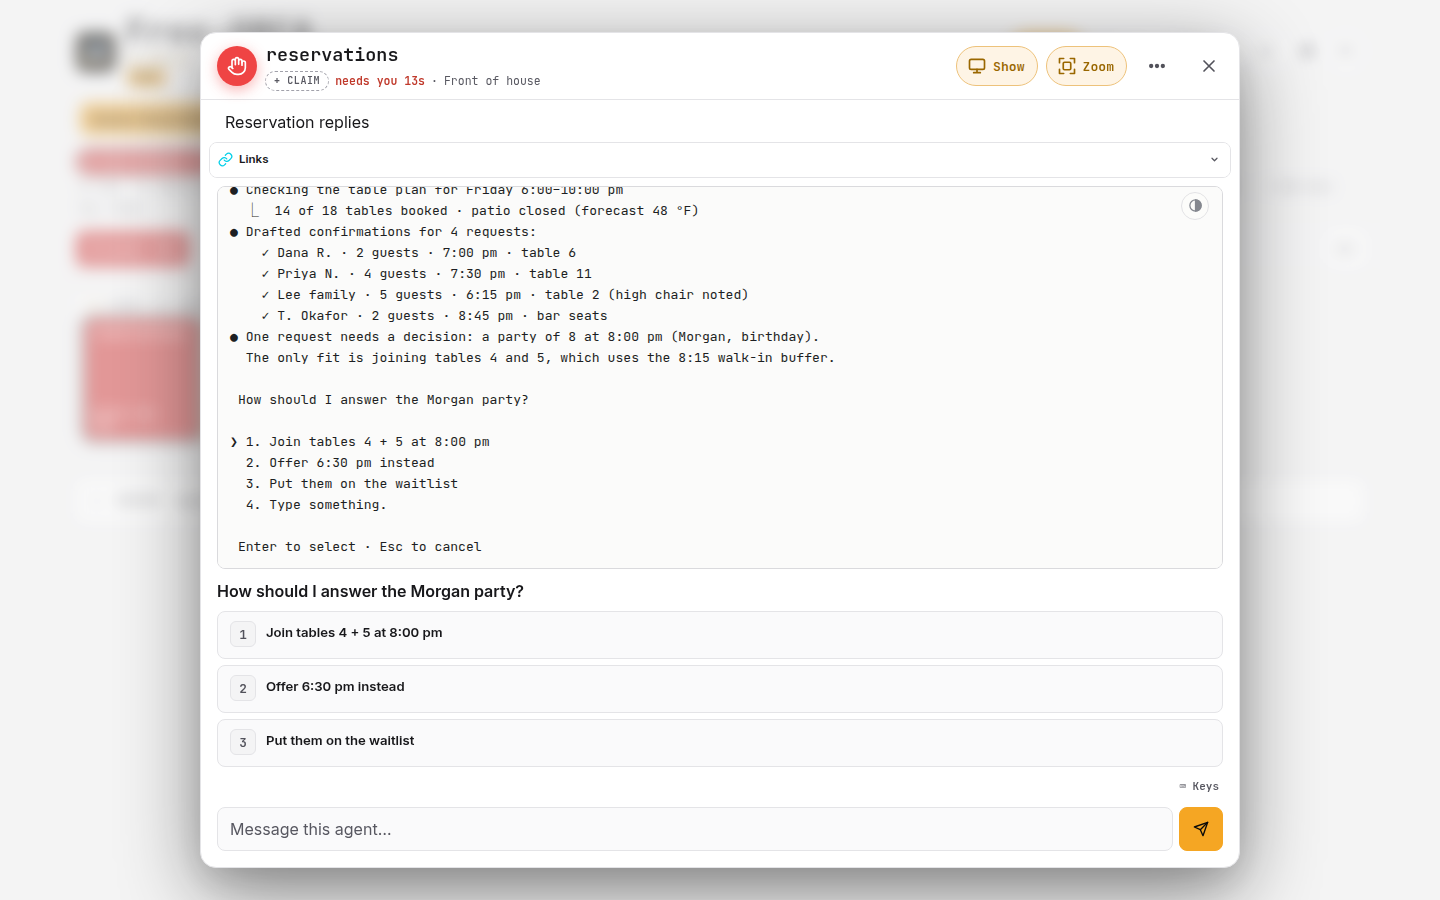 reservations
+ CLAIM needs you 13s · Front of house
Show
Zoom
Reservation replies
Links
● Checking the table plan for Friday 6:00–10:00 pm
⎿ 14 of 18 tables booked · patio closed (forecast 48 °F)
● Drafted confirmations for 4 requests:
✓ Dana R. · 2 guests · 7:00 pm · table 6
✓ Priya N. · 4 guests · 7:30 pm · table 11
✓ Lee family · 5 guests · 6:15 pm · table 2 (high chair noted)
✓ T. Okafor · 2 guests · 8:45 pm · bar seats
● One request needs a decision: a party of 8 at 8:00 pm (Morgan, birthday).
The only fit is joining tables 4 and 5, which uses the 8:15 walk-in buffer.
How should I answer the Morgan party?
❯ 1. Join tables 4 + 5 at 8:00 pm
2. Offer 6:30 pm instead
3. Put them on the waitlist
4. Type something.
Enter to select · Esc to cancel
How should I answer the Morgan party?
1 Join tables 4 + 5 at 8:00 pm
2 Offer 6:30 pm instead
3 Put them on the waitlist
⌨ Keys
Message this agent...